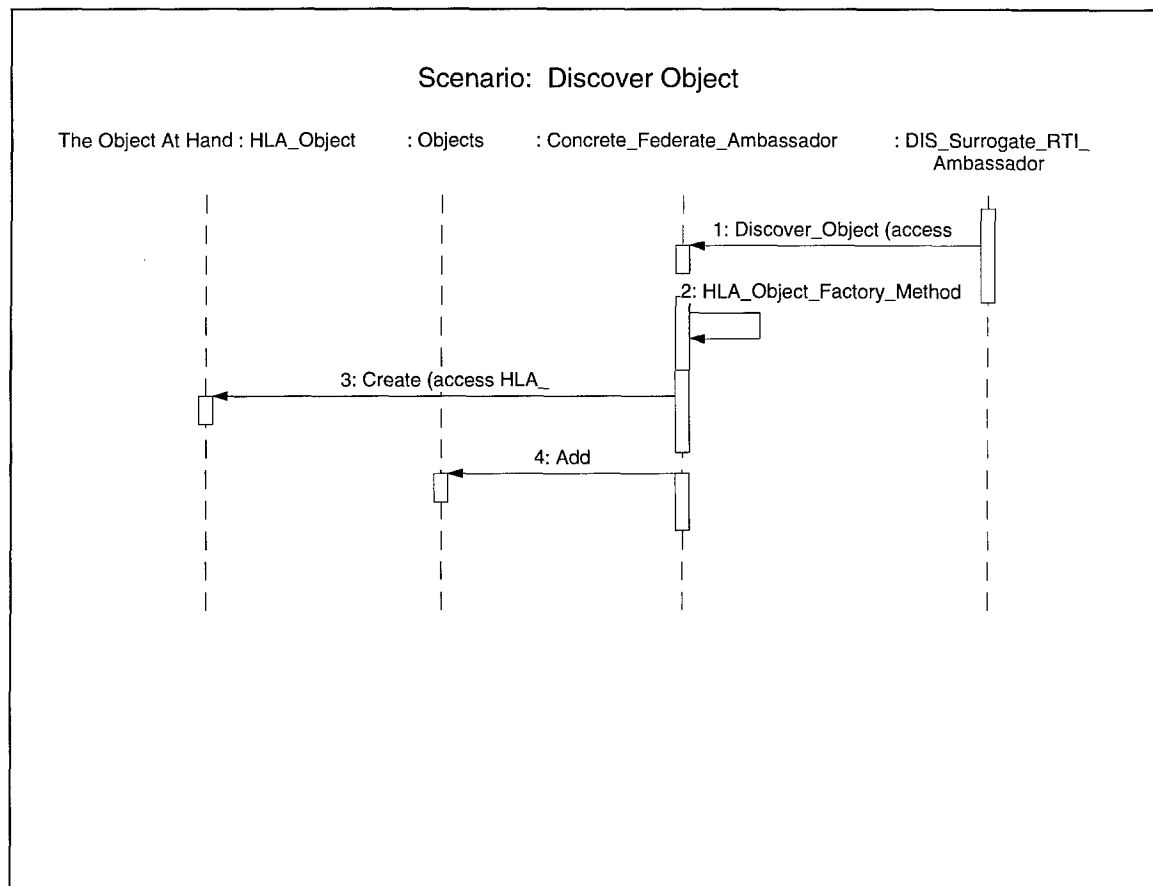 Scenario: Discover Object
The Object At Hand : HLA_Object : Objects : Concrete_Federate_Ambassador : DIS_Surrogate_RTI_
Ambassador
1: Discover_Object (access
2: HLA_Object_Factory_Method
3: Create (access HLA_
4: Add